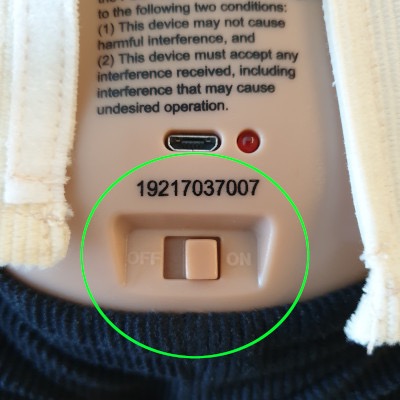 to the following two conditions:
(1) This device may not cause
harmful interference, and
(2) This device must accept any
interference received, including
interference that may cause
undesired operation.
19217037007
OFF ON